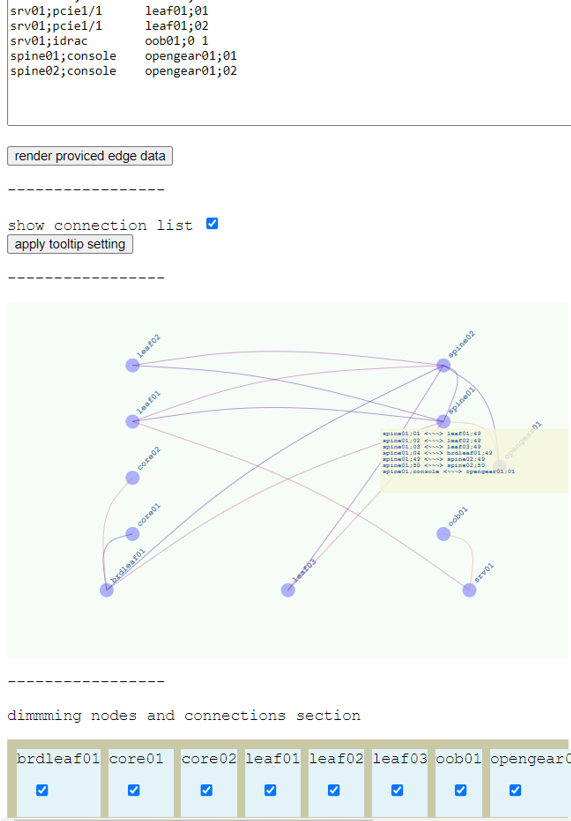 srv01;pcie1/1    leaf01;01
srv01;pcie1/1    leaf01;02
srv01;idrac      oob01;0 1
spine01;console    opengear01;01
spine02;console    opengear01;02
render proviced edge data
-----------------
show connection list
apply tooltip setting
-----------------
leaf02
spine02
leaf01
spine01
spine01;01 <~~~> leaf01;49
spine01;02 <~~~> leaf02;49
spine01;03 <~~~> leaf03;49
spine01;04 <~~~> brdleaf01;49
spine01;49 <~~~> spine02;49
spine01;50 <~~~> spine02;50
spine01;console <~~~> opengear01;01
opengear01
core02
core01
oob01
brdleaf01
leaf03
srv01
-----------------
dimmming nodes and connections section
brdleaf01 core01 core02 leaf01 leaf02 leaf03 oob01 opengear0